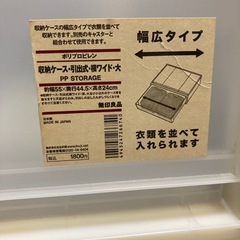 収納ケースの幅広タイプで衣類を並べて
収納できます。別売のキャスターと
組合わせて使用できます。
幅広タイプ
ポリプロピレン
収納ケース・引出式・横ワイド・大
PP STORAGE
約幅55×奥行44.5×高さ24cm
無印良品
日本製
MADE IN JAPAN
税込 1800円
衣類を並べて
入れられます